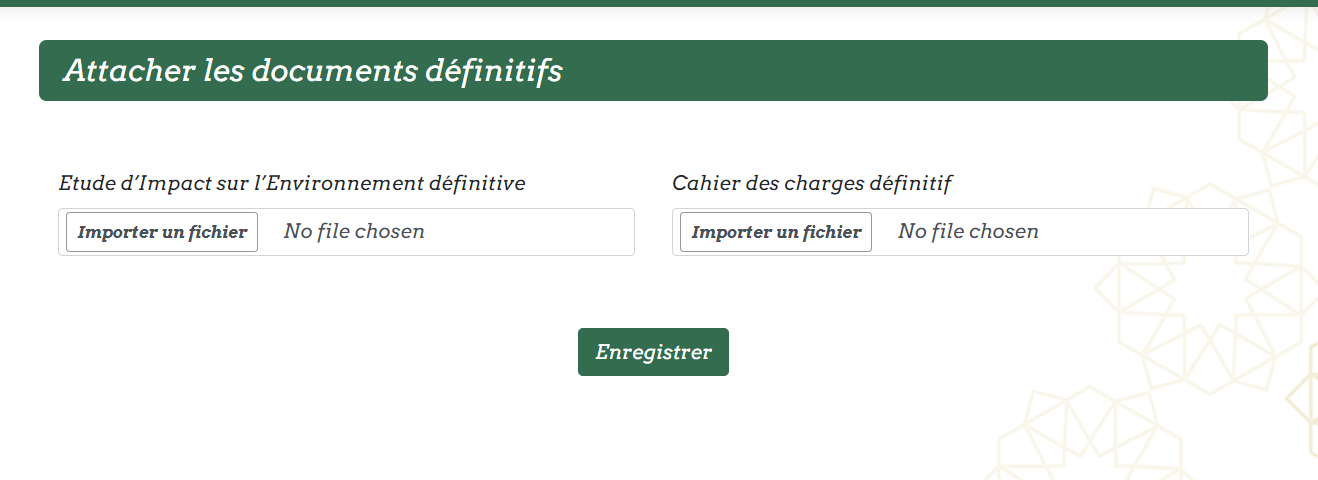 Attacher les documents définitifs
Etude d’Impact sur l’Environnement définitive
Importer un fichier No file chosen
Cahier des charges définitif
Importer un fichier No file chosen
Enregistrer